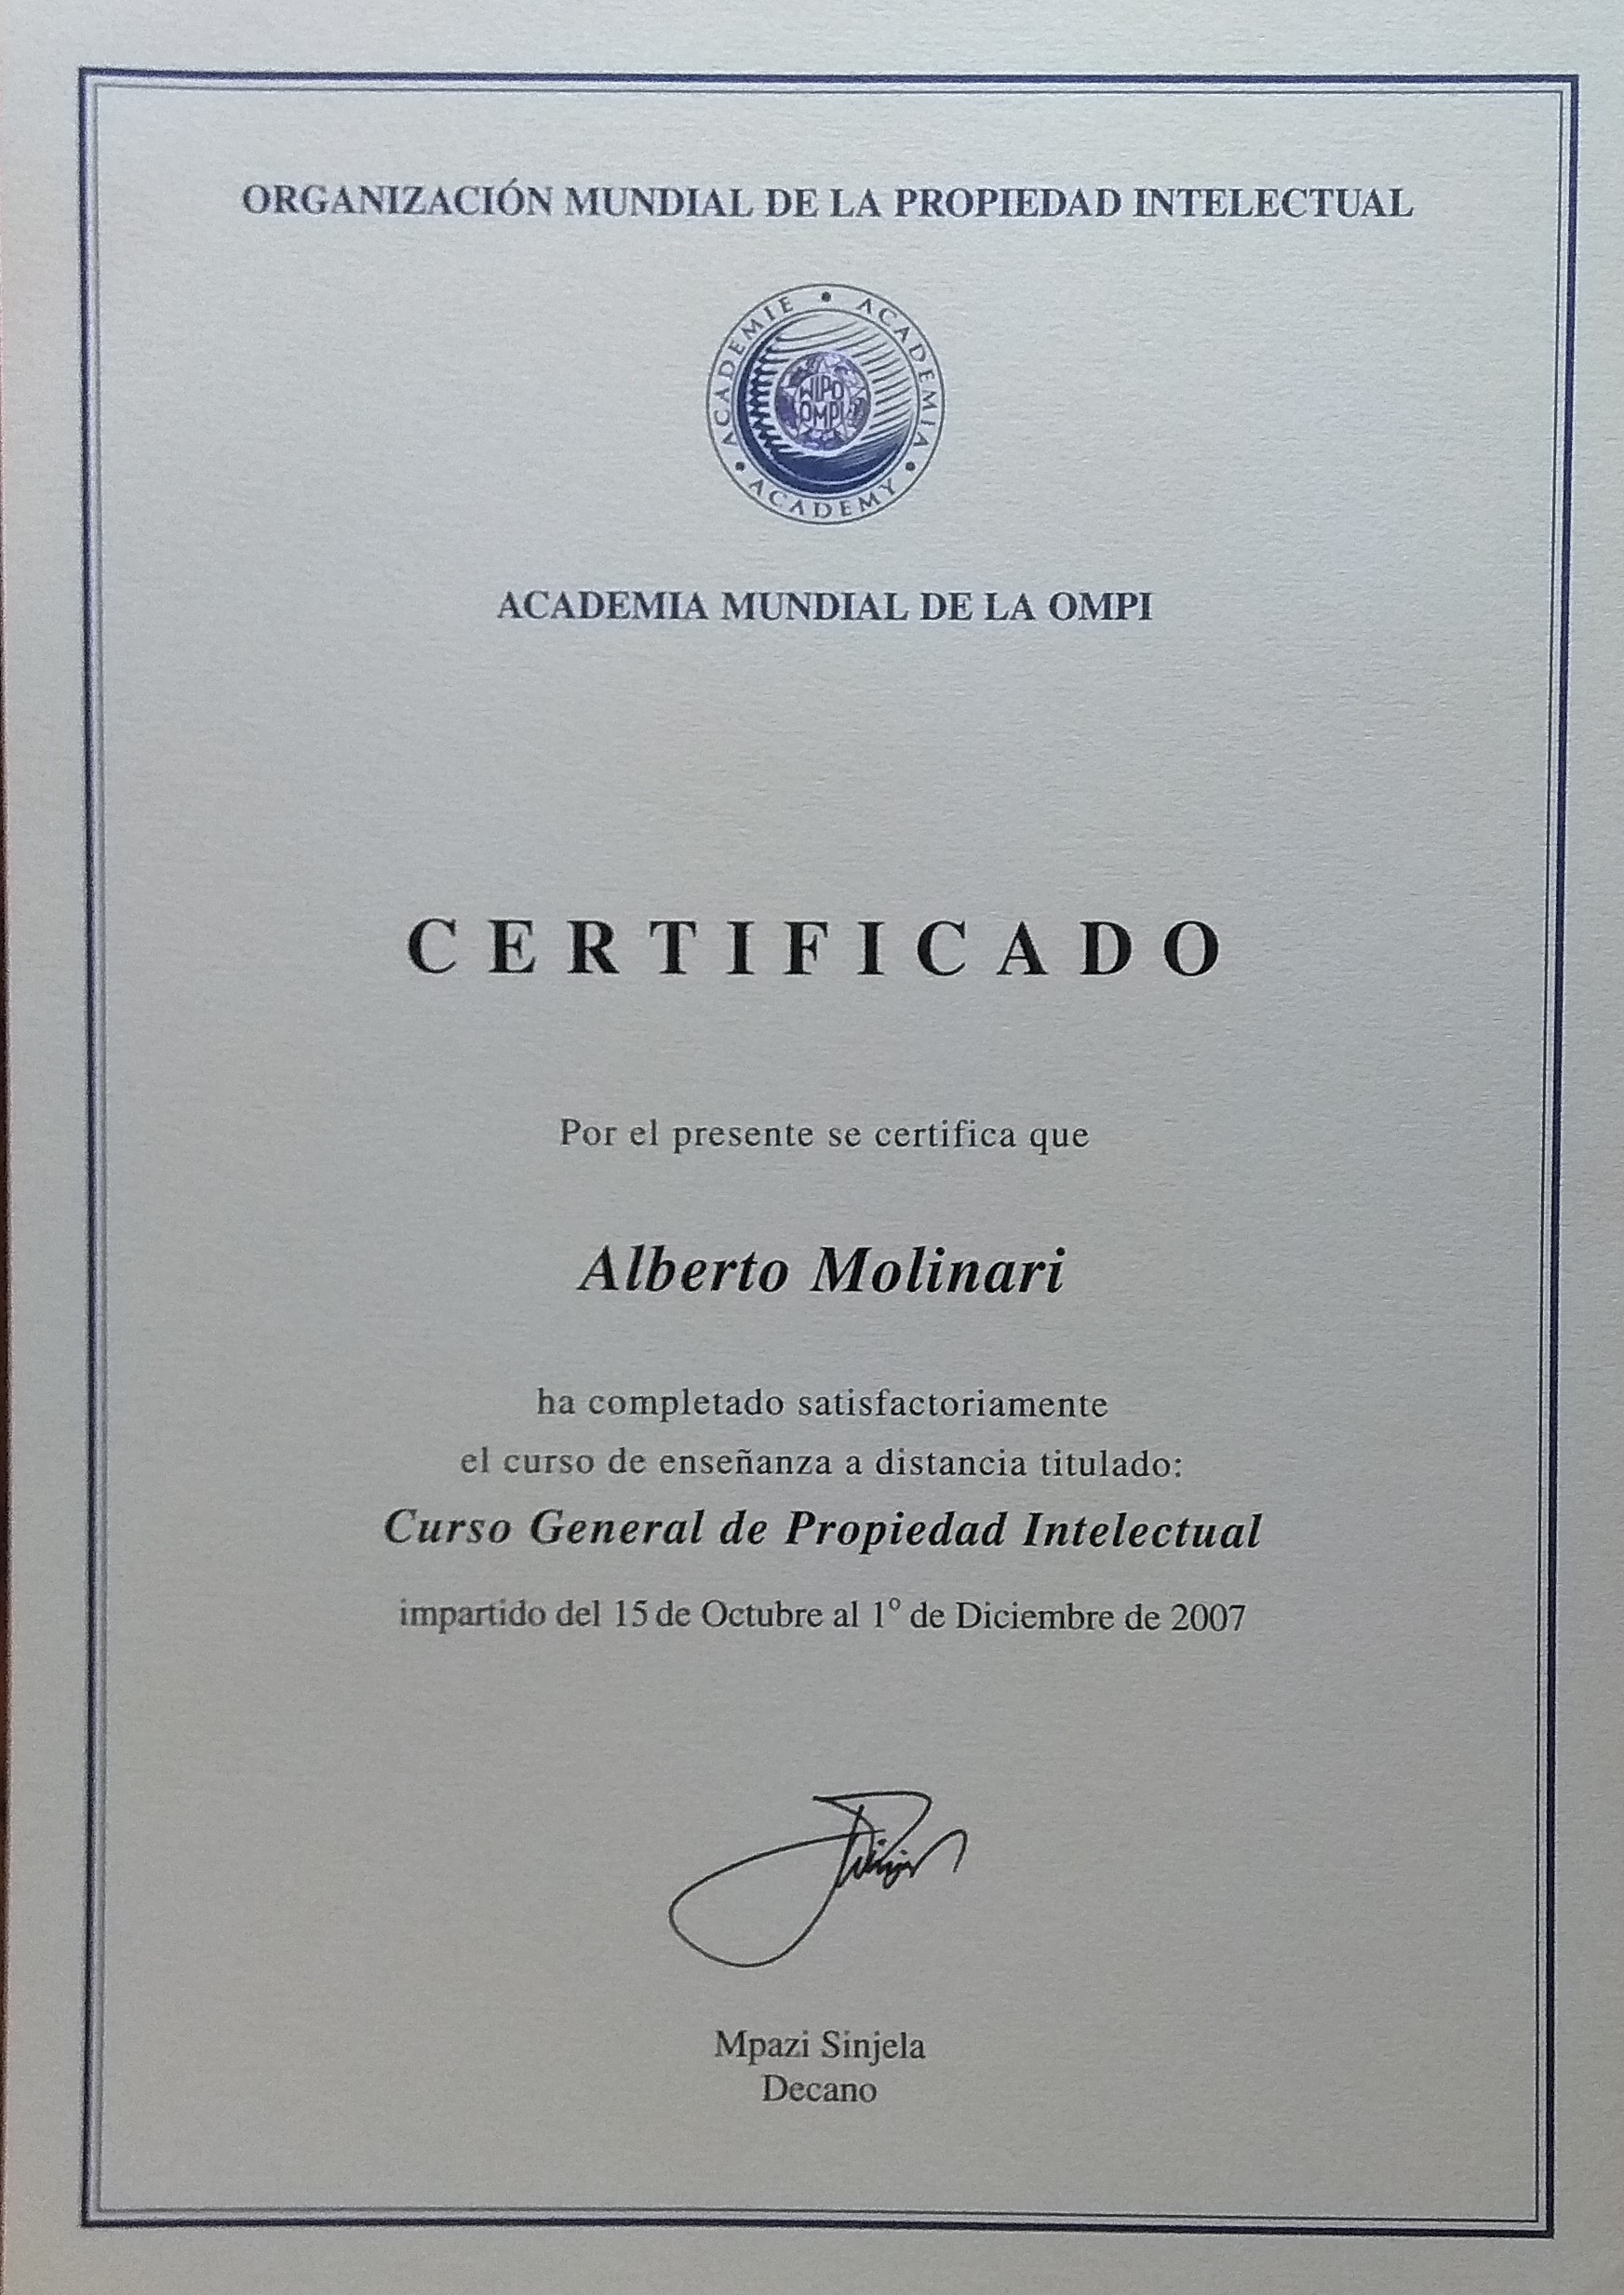 ORGANIZACIÓN MUNDIAL DE LA PROPIEDAD INTELECTUAL
ACADEMIE • ACADEMIA • ACADEMY •
WIPO
OMPI
ACADEMIA MUNDIAL DE LA OMPI
CERTIFICADO
Por el presente se certifica que
Alberto Molinari
ha completado satisfactoriamente
el curso de enseñanza a distancia titulado:
Curso General de Propiedad Intelectual
impartido del 15 de Octubre al 1º de Diciembre de 2007
Mpazi Sinjela
Decano